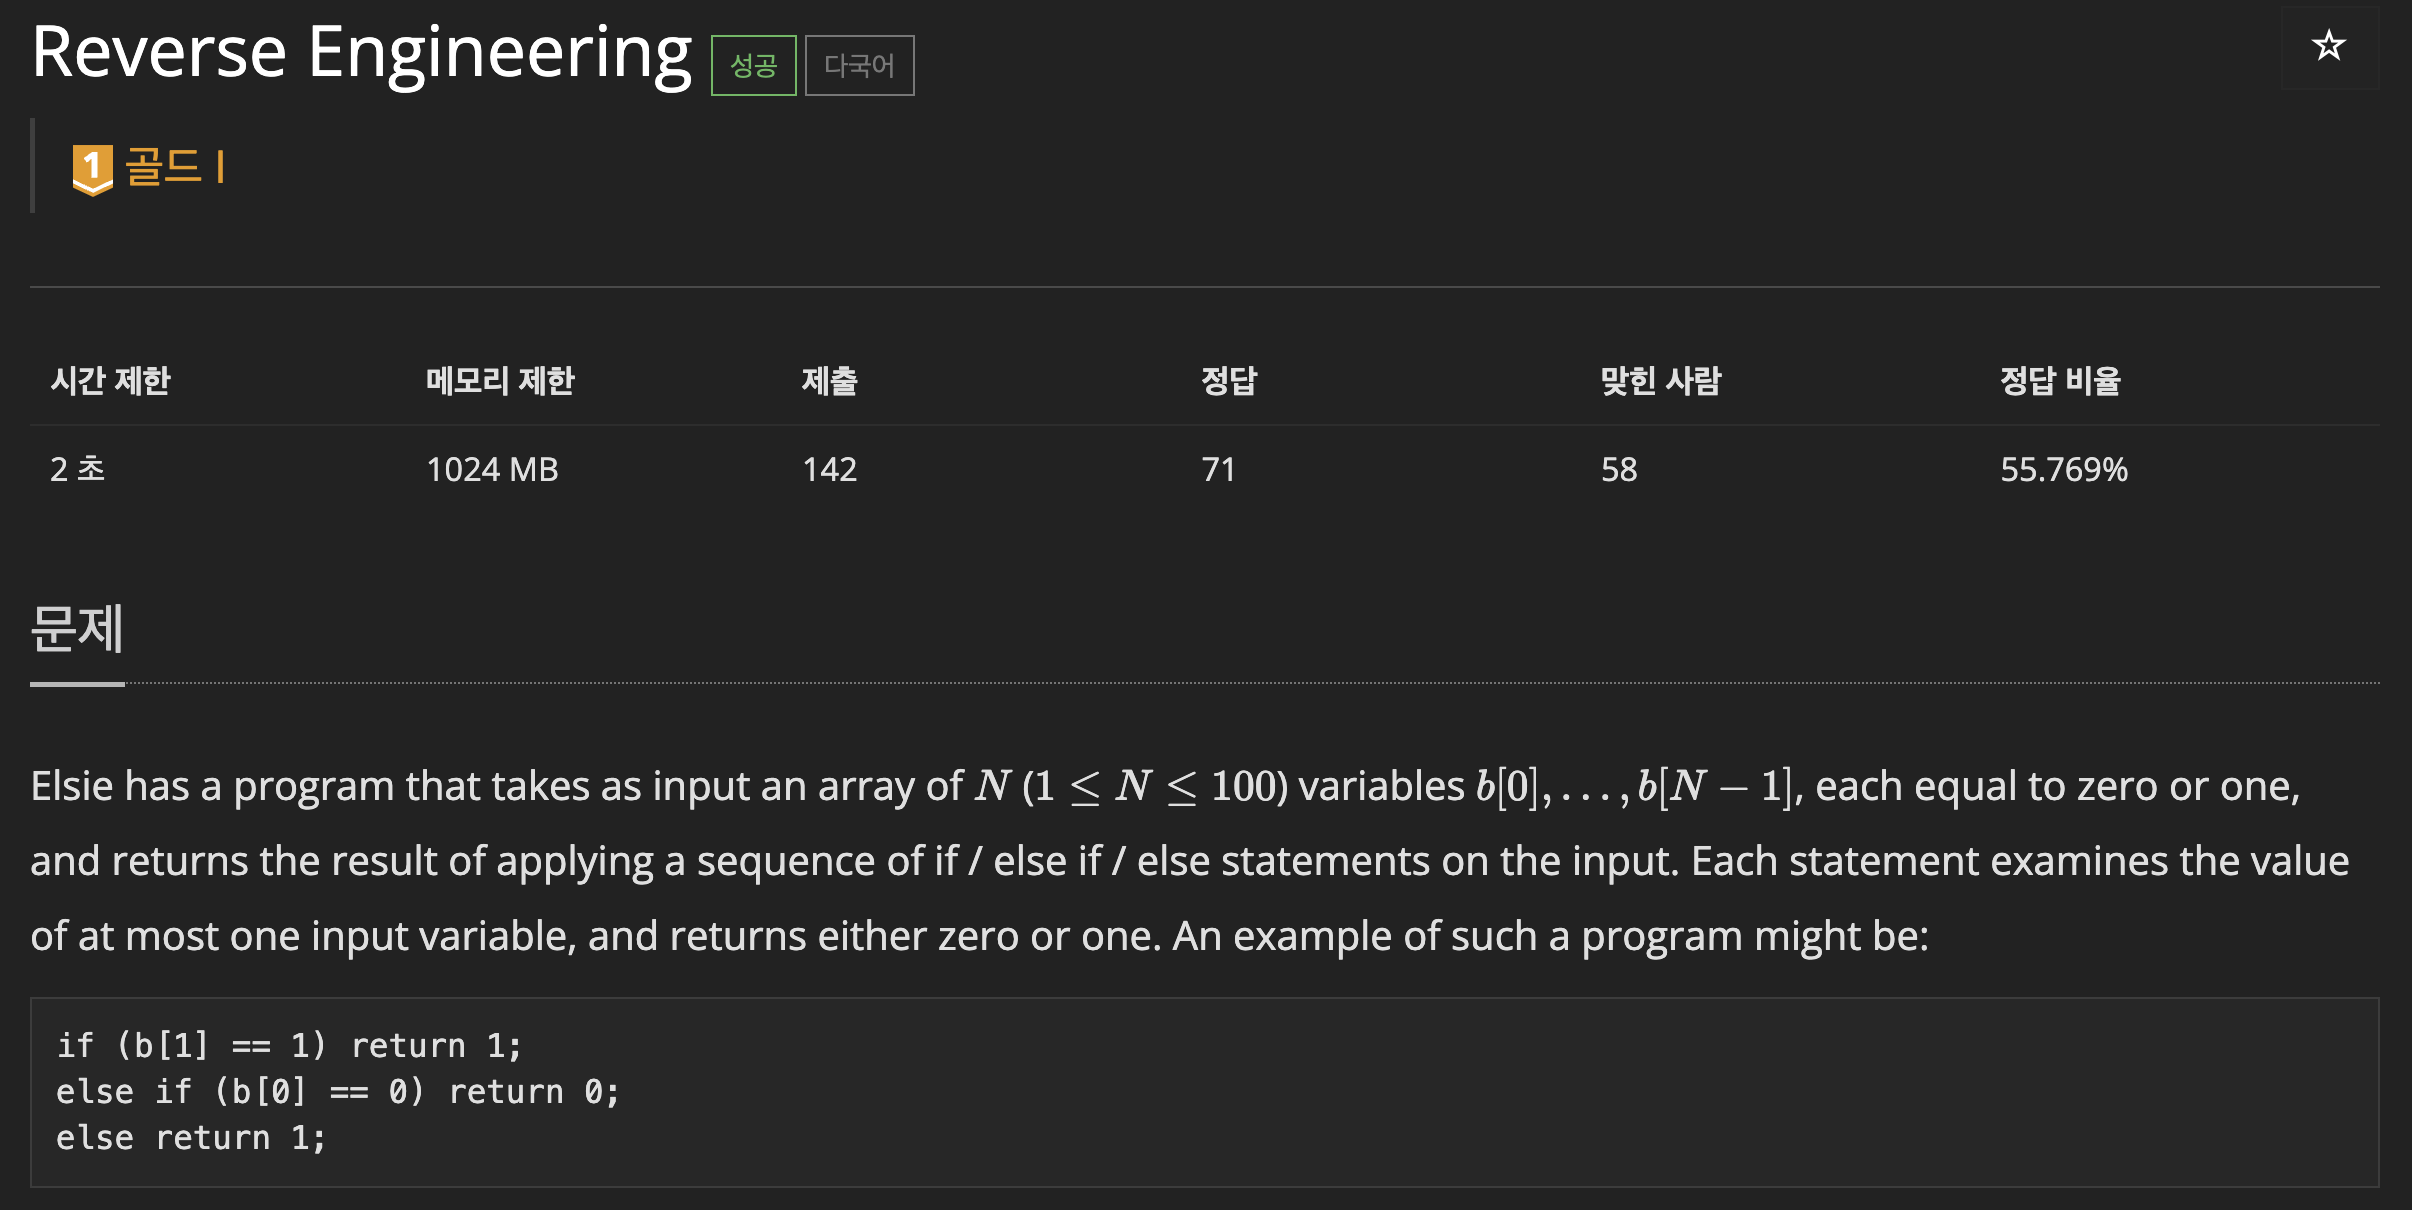 Reverse Engineering 성공 다국어
1 골드 I
시간 제한 메모리 제한 제출 정답 맞힌 사람 정답 비율
2 초 1024 MB 142 71 58 55.769%
문제
Elsie has a program that takes as input an array of N (1 ≤ N ≤ 100) variables b[0], . . . , b[N − 1], each equal to zero or one,
and returns the result of applying a sequence of if / else if / else statements on the input. Each statement examines the value
of at most one input variable, and returns either zero or one. An example of such a program might be:
if (b[1] == 1) return 1;
else if (b[0] == 0) return 0;
else return 1;